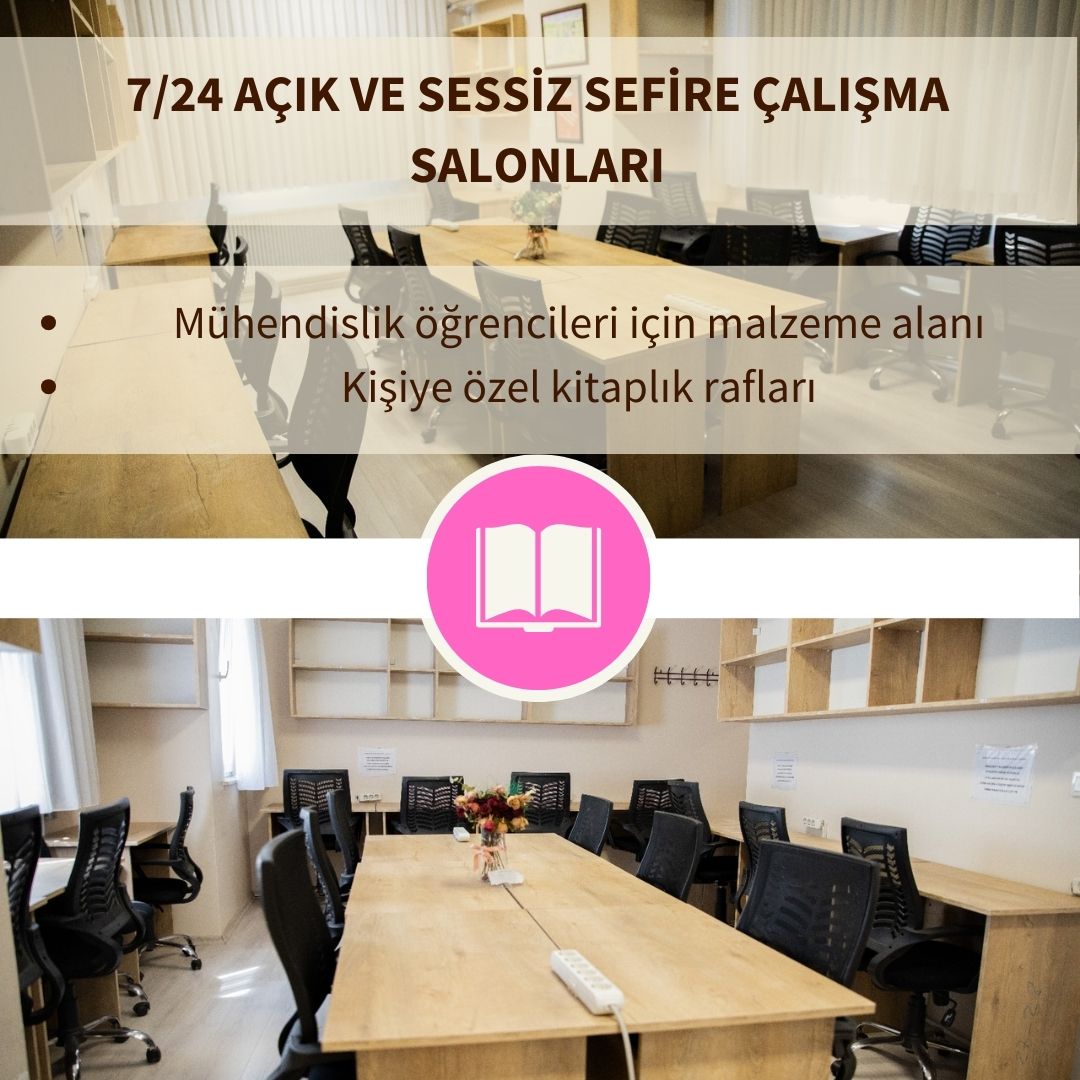 7/24 AÇIK VE SESSİZ SEFİRE ÇALIŞMA
SALONLARI
• Mühendislik öğrencileri için malzeme alanı
• Kişiye özel kitaplık rafları